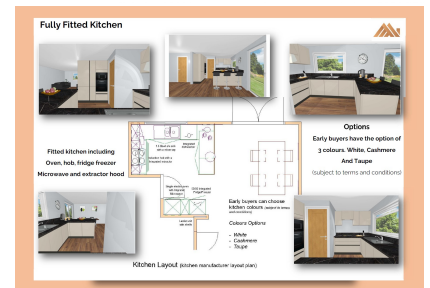 Fully Fitted Kitchen
Options
Early buyers have the option of
3 colours. White, Cashmere
And Taupe
(subject to terms and conditions)
Fitted kitchen including
Oven, hob, fridge freezer
Microwave and extractor hood
Early buyers can choose
kitchen colours
Colours Options
- White
- Cashmere
- Taupe
Kitchen Layout (kitchen manufacturer layout plan)